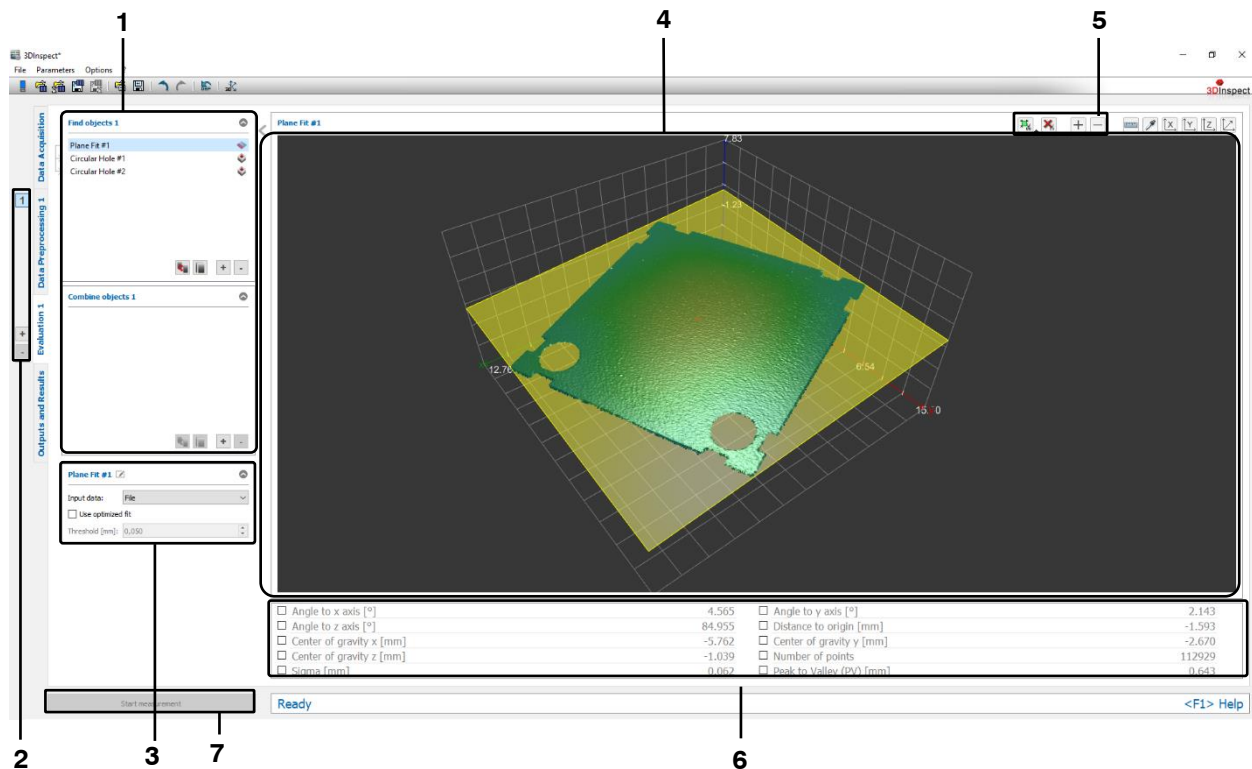 1
4
5
3DInspect*
File Parameters Options ?
3DInspect
Data Acquisition
Data Preprocessing 1
Evaluation 1
Outputs and Results
1
+
-
Find objects 1
Plane Fit #1
Circular Hole #1
Circular Hole #2
+ -
Combine objects 1
+ -
Plane Fit #1
Input data: File
Use optimized fit
Threshold [mm]: 0,050
Start measurement
Plane Fit #1
X Y Z
7.83
-1.23
12.76
6.54
Angle to x axis [°] 4.565 Angle to y axis [°] 2.143
Angle to z axis [°] 84.955 Distance to origin [mm] -1.593
Center of gravity x [mm] -5.762 Center of gravity y [mm] -2.670
Center of gravity z [mm] -1.039 Number of points 112929
Sigma [mm] 0.062 Peak to Valley (PV) [mm] 0.643
Ready <F1> Help
2
3
7
6